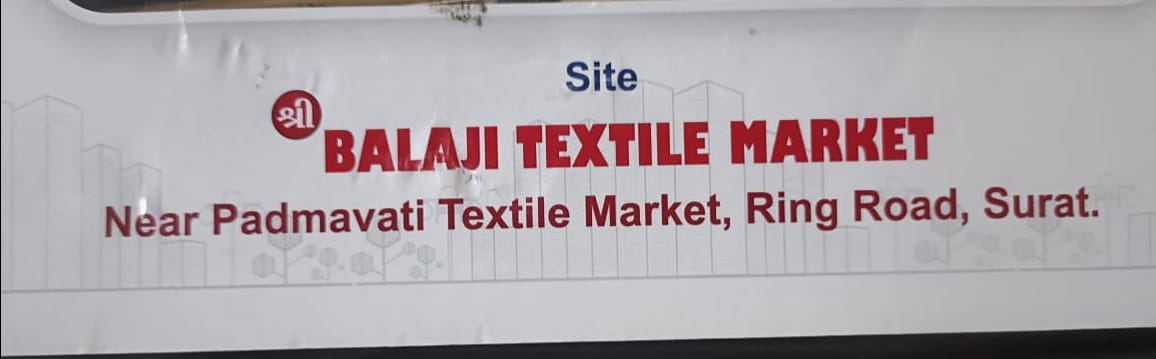 Site
શ્રી BALAJI TEXTILE MARKET
Near Padmavati Textile Market, Ring Road, Surat.